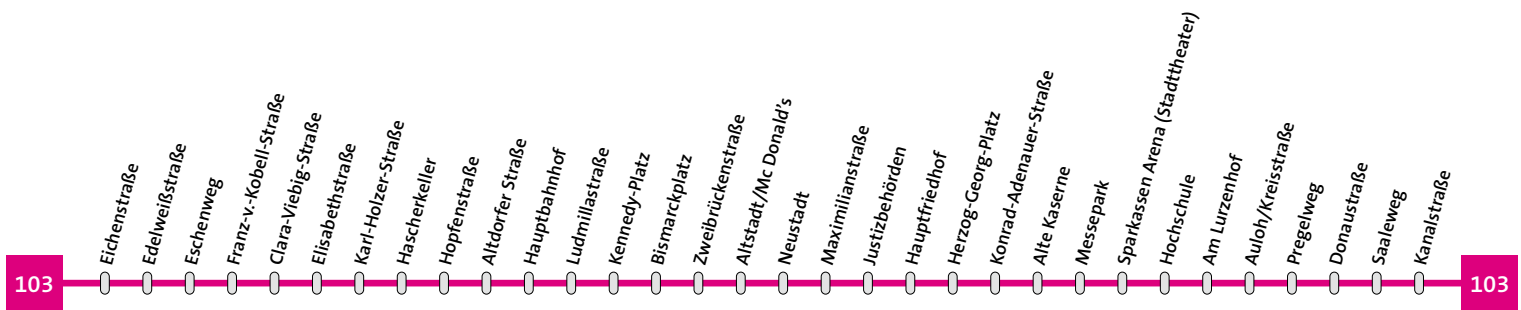 103
Eichenstraße
Edelweißstraße
Eschenweg
Franz-v.-Kobell-Straße
Clara-Viebig-Straße
Elisabethstraße
Karl-Holzer-Straße
Hascherkeller
Hopfenstraße
Altdorfer Straße
Hauptbahnhof
Ludmillastraße
Kennedy-Platz
Bismarckplatz
Zweibrückenstraße
Altstadt/Mc Donald's
Neustadt
Maximilianstraße
Justizbehörden
Hauptfriedhof
Herzog-Georg-Platz
Konrad-Adenauer-Straße
Alte Kaserne
Messepark
Sparkassen Arena (Stadttheater)
Hochschule
Am Lurzenhof
Auloh/Kreisstraße
Pregelweg
Donaustraße
Saaleweg
Kanalstraße
103